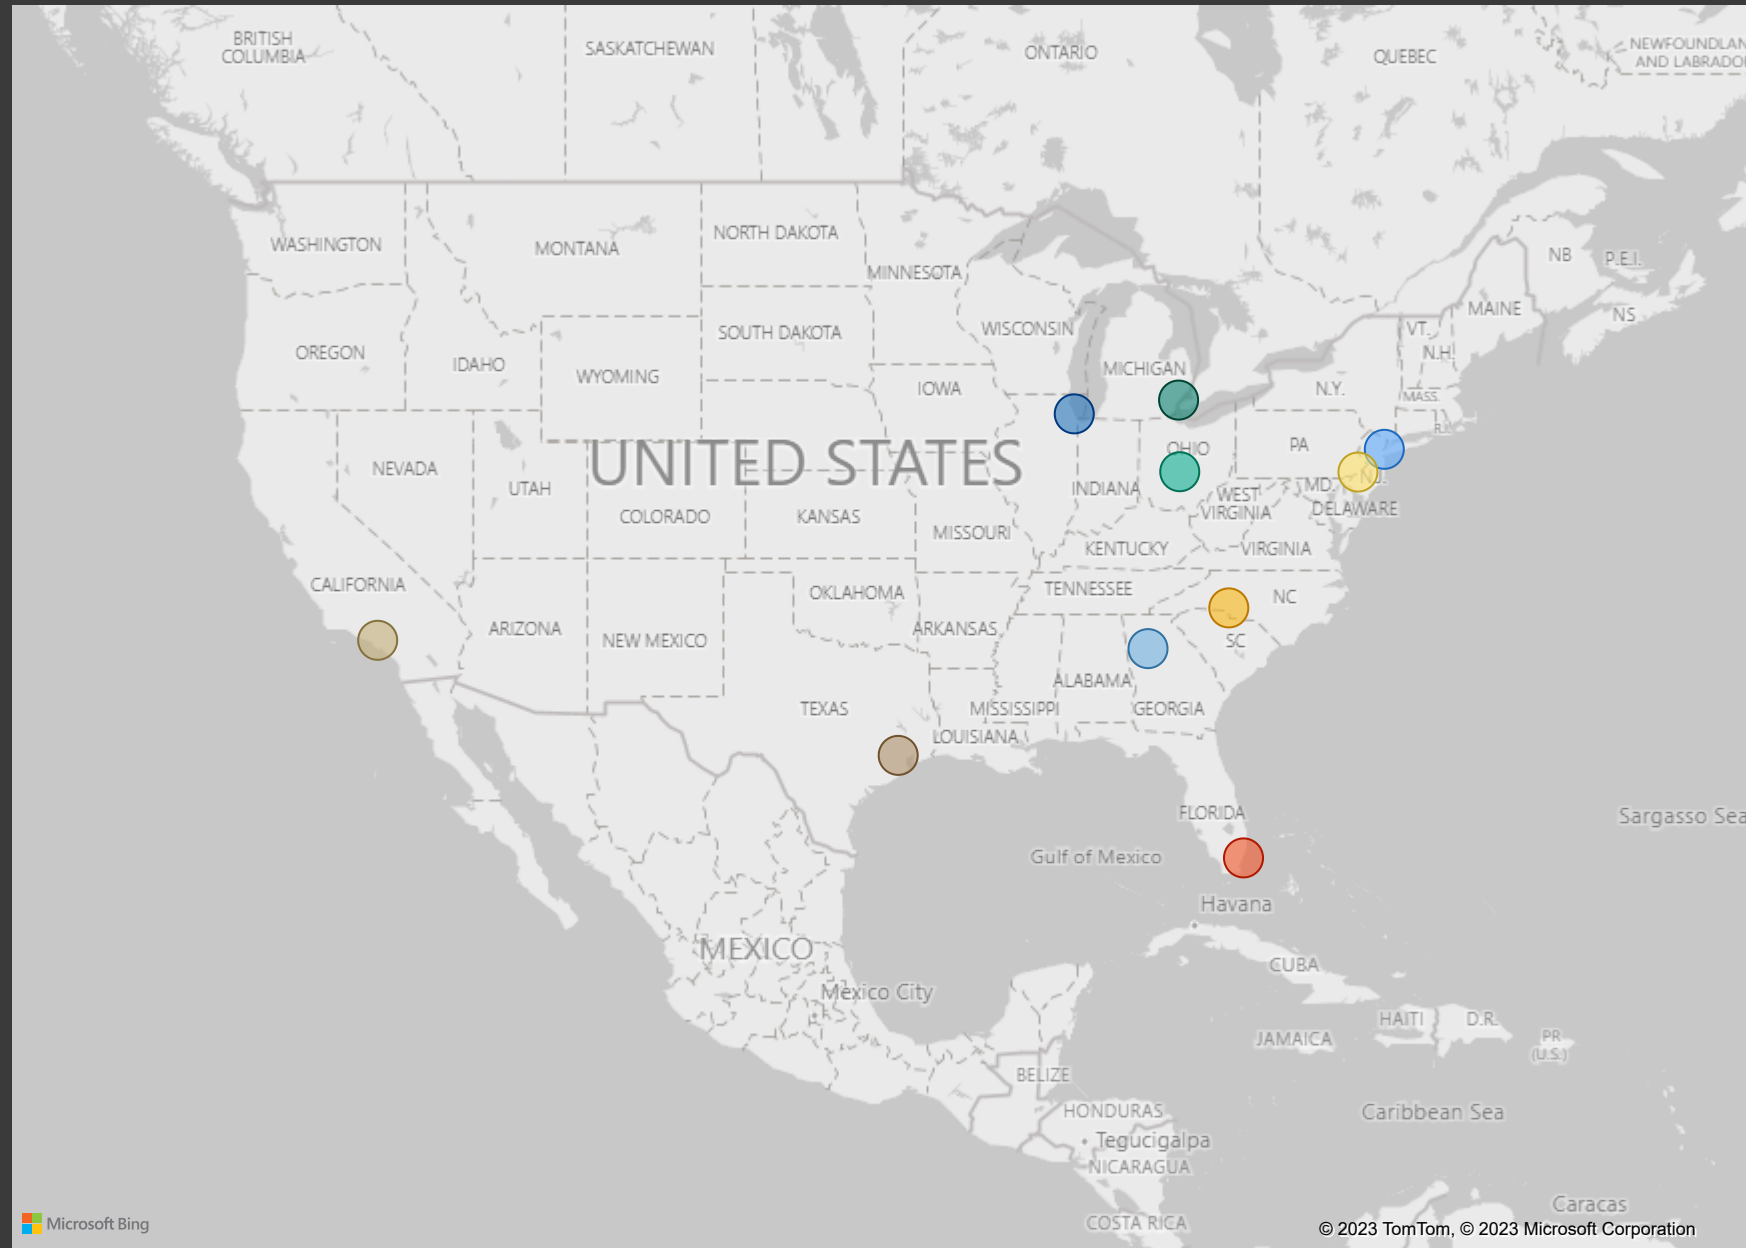 BRITISH
COLUMBIA
SASKATCHEWAN
ONTARIO
QUEBEC
NEWFOUNDLAN
AND LABRADO
WASHINGTON
MONTANA
NORTH DAKOTA
MINNESOTA
NB
P.E.I.
OREGON
IDAHO
WYOMING
SOUTH DAKOTA
WISCONSIN
MICHIGAN
MAINE
NS
VT.
N.H.
IOWA
N.Y.
MASS.
R.I.
NEVADA
UTAH
UNITED STATES
OHIO
PA
N.J.
COLORADO
KANSAS
MISSOURI
INDIANA
WEST
VIRGINIA
MD.
DELAWARE
KENTUCKY
VIRGINIA
CALIFORNIA
ARIZONA
NEW MEXICO
OKLAHOMA
ARKANSAS
TENNESSEE
NC
SC
TEXAS
LOUISIANA
MISSISSIPPI
ALABAMA
GEORGIA
FLORIDA
Sargasso Sea
Gulf of Mexico
Havana
MEXICO
Mexico City
CUBA
HAITI
D.R.
JAMAICA
PR
(U.S.)
BELIZE
HONDURAS
Caribbean Sea
Tegucigalpa
NICARAGUA
Caracas
COSTA RICA
Microsoft Bing
© 2023 TomTom, © 2023 Microsoft Corporation